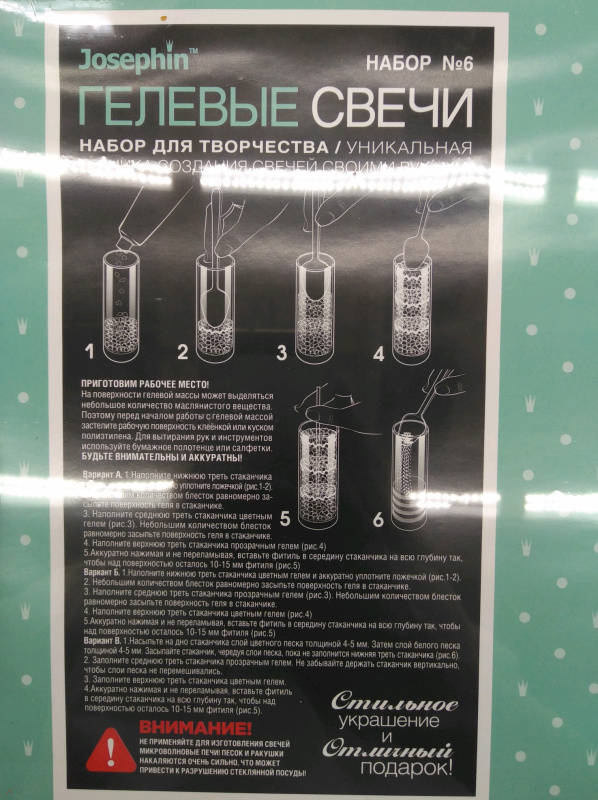 Josephin™
НАБОР №6
ГЕЛЕВЫЕ СВЕЧИ
НАБОР ДЛЯ ТВОРЧЕСТВА / УНИКАЛЬНАЯ
СОЗДАНИЯ СВЕЧЕЙ СВОИМИ
1
2
3
4
ПРИГОТОВИМ РАБОЧЕЕ МЕСТО!
На поверхности гелевой массы может выделяться
небольшое количество маслянистого вещества.
Поэтому перед началом работы с гелевой массой
застелите рабочую поверхность клеёнкой или куском
полиэтилена. Для вытирания рук и инструментов
используйте бумажное полотенце или салфетки.
БУДЬТЕ ВНИМАТЕЛЬНЫ И АККУРАТНЫ!
5
6
Вариант А. 1.Наполните нижнюю треть стаканчика
уплотните ложечкой (рис.1-2).
количеством блесток равномерно за-
сыпьте поверхность геля в стаканчике.
3. Наполните среднюю треть стаканчика цветным
гелем (рис.3). Небольшим количеством блесток
равномерно засыпьте поверхность геля в стаканчике.
4. Наполните верхнюю треть стаканчика прозрачным гелем (рис.4)
5.Аккуратно нажимая и не переламывая, вставьте фитиль в середину стаканчика на всю глубину так,
чтобы над поверхностью осталось 10-15 мм фитиля (рис.5)
Вариант Б. 1.Наполните нижнюю треть стаканчика цветным гелем и аккуратно уплотните ложечкой (рис.1-2).
2. Небольшим количеством блесток равномерно засыпьте поверхность геля в стаканчике.
3. Наполните среднюю треть стаканчика прозрачным гелем (рис.3). Небольшим количеством блесток
равномерно засыпьте поверхность геля в стаканчике.
4. Наполните верхнюю треть стаканчика цветным гелем (рис.4)
5.Аккуратно нажимая и не переламывая, вставьте фитиль в середину стаканчика на всю глубину так, чтобы
над поверхностью осталось 10-15 мм фитиля (рис.5)
Вариант В. 1.Насыпьте на дно стаканчика слой цветного песка толщиной 4-5 мм. Затем слой белого песка
толщиной 4-5 мм. Засыпайте стаканчик, чередуя слои песка, пока не заполнится нижняя треть стаканчика (рис.6).
2. Заполните среднюю треть стаканчика прозрачным гелем. Не забывайте держать стаканчик вертикально,
чтобы слои песка не перемешивались.
3. Заполните верхнюю треть стаканчика цветным гелем.
4.Аккуратно нажимая и не переламывая, вставьте фитиль
в середину стаканчика на всю глубину так, чтобы над
поверхностью осталось 10-15 мм фитиля (рис.5).
ВНИМАНИЕ!
НЕ ПРИМЕНЯЙТЕ ДЛЯ ИЗГОТОВЛЕНИЯ СВЕЧЕЙ
МИКРОВОЛНОВЫЕ ПЕЧИ! ПЕСОК И РАКУШКИ
НАКАЛЯЮТСЯ ОЧЕНЬ СИЛЬНО, ЧТО МОЖЕТ
ПРИВЕСТИ К РАЗРУШЕНИЮ СТЕКЛЯННОЙ ПОСУДЫ!
Стильное
украшение
и
Отличный
подарок!